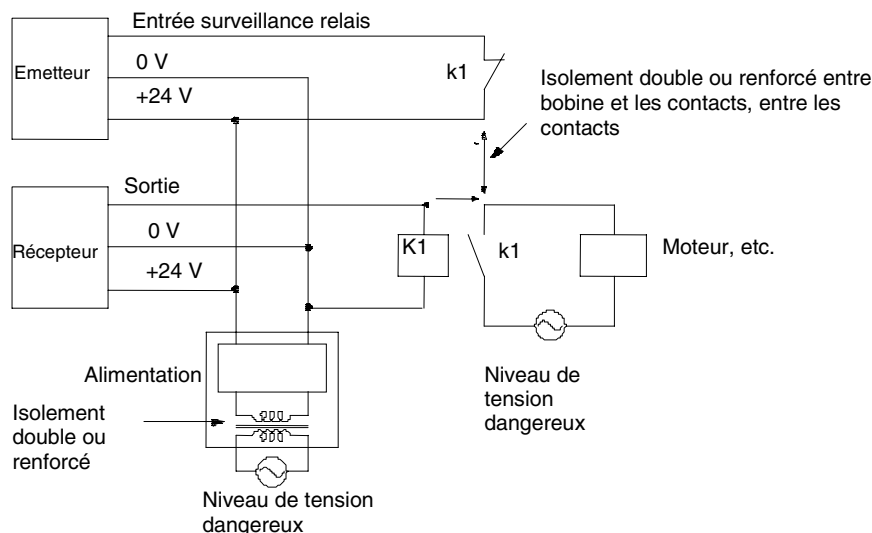 Entrée surveillance relais
Emetteur
0 V
+24 V
k1
Isolement double ou renforcé entre
bobine et les contacts, entre les
contacts
Sortie
Récepteur
0 V
+24 V
K1
k1
Moteur, etc.
Alimentation
Isolement
double ou
renforcé
Niveau de
tension
dangereux
Niveau de tension
dangereux